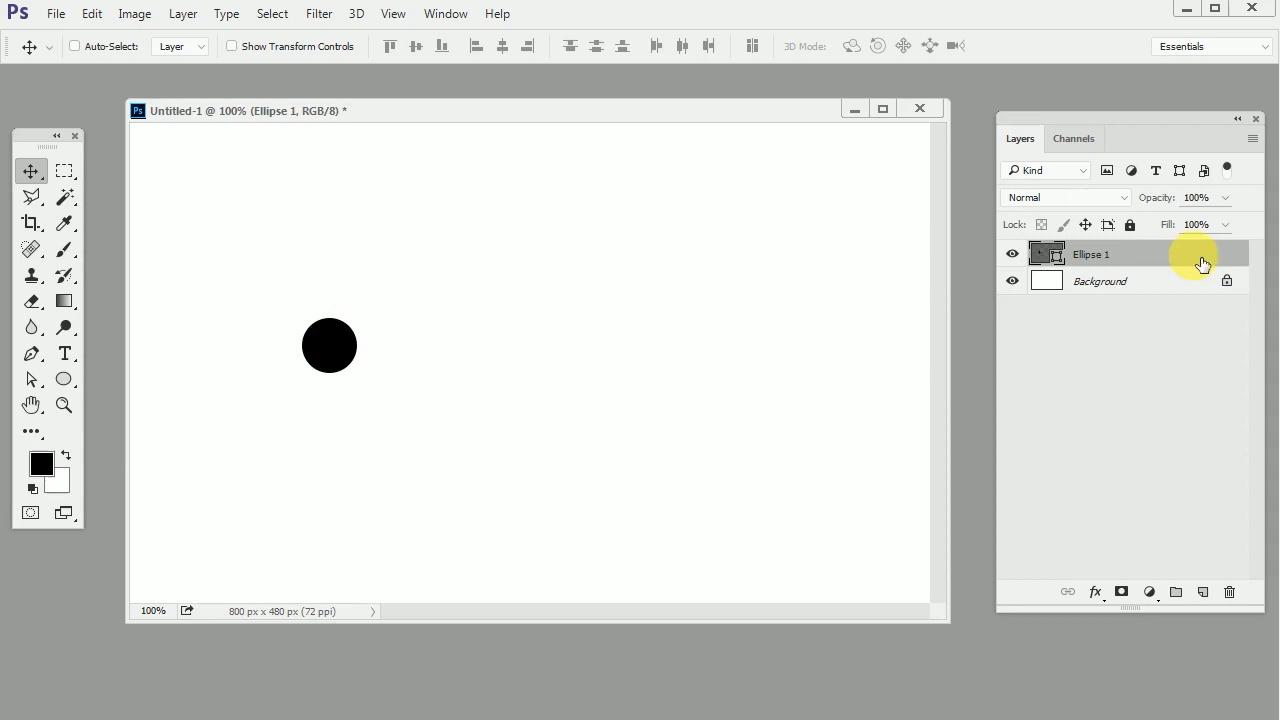 Ps File Edit Image Layer Type Select Filter 3D View Window Help
Auto-Select: Layer Show Transform Controls 3D Mode: Essentials
Ps Untitled-1 @ 100% (Ellipse 1, RGB/8) *
Layers Channels
Kind
Normal Opacity: 100%
Lock: Fill: 100%
Ellipse 1
Background
fx
100% 800 px x 480 px (72 ppi)